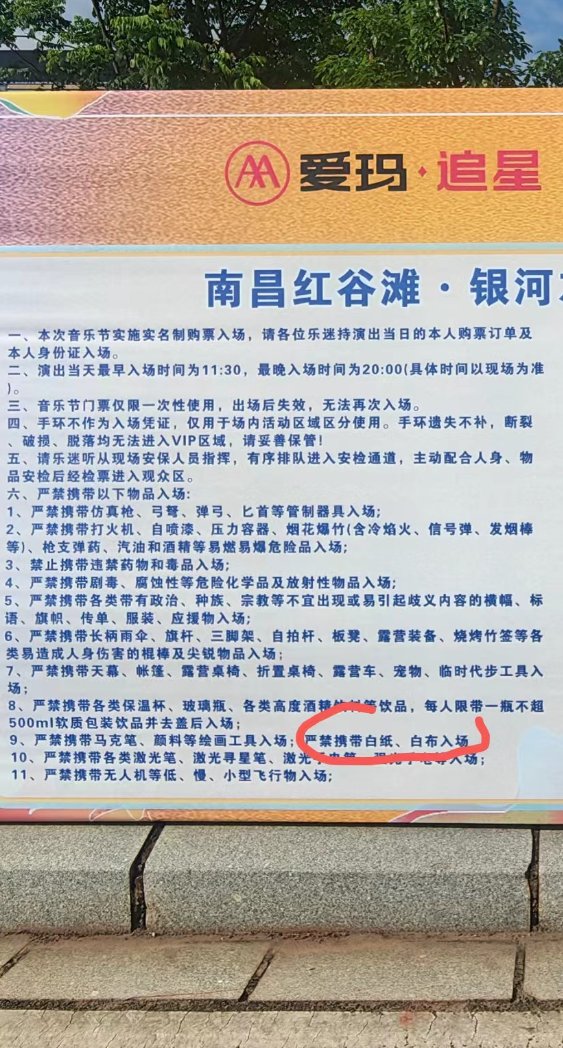 爱玛·追星
南昌红谷滩·银河
一、本次音乐节实施实名制购票入场，请各位乐迷持演出当日的本人购票订单及
本人身份证入场。
二、演出当天最早入场时间为11:30，最晚入场时间为20:00(具体时间以现场为准
)。
三、音乐节门票仅限一次性使用，出场后失效，无法再次入场。
四、手环不作为入场凭证，仅用于场内活动区域区分使用。手环遗失不补，断裂
、破损、脱落均无法进入VIP区域，请妥善保管！
五、请乐迷听从现场安保人员指挥，有序排队进入安检通道，主动配合人身、物
品安检后经检票进入观众区。
六、严禁携带以下物品入场：
1、严禁携带仿真枪、弓弩、弹弓、匕首等管制器具入场；
2、严禁携带打火机、自喷漆、压力容器、烟花爆竹(含冷焰火、信号弹、发烟棒
等)、枪支弹药、汽油和酒精等易燃易爆危险品入场；
3、禁止携带违禁药物和毒品入场；
4、严禁携带剧毒、腐蚀性等危险化学品及放射性物品入场；
5、严禁携带各类带有政治、种族、宗教等不宜出现或易引起歧义内容的横幅、标
语、旗帜、传单、服装、应援物入场；
6、严禁携带长柄雨伞、旗杆、三脚架、自拍杆、板凳、露营装备、烧烤竹签等各
类易造成人身伤害的棍棒及尖锐物品入场；
7、严禁携带天幕、帐篷、露营桌椅、折置桌椅、露营车、宠物、临时代步工具入
场；
8、严禁携带各类保温杯、玻璃瓶、各类高度酒精饮料等饮品，每人限带一瓶不超
500ml软质包装饮品并去盖后入场；
9、严禁携带马克笔、颜料等绘画工具入场；严禁携带白纸、白布入场
10、严禁携带各类激光笔、激光寻星笔、激光手电筒、强光手电等入场；
11、严禁携带无人机等低、慢、小型飞行物入场；